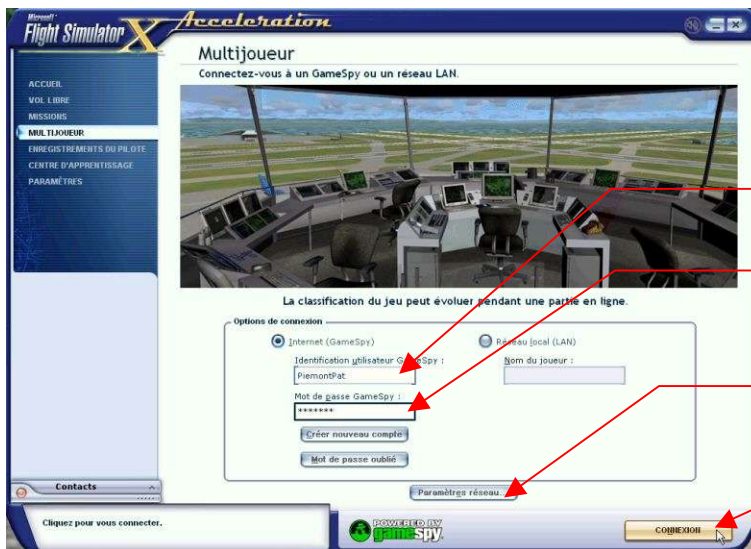 Microsoft
Flight Simulator X
Acceleration
Multijoueur
Connectez-vous à un GameSpy ou un réseau LAN.
ACCUEIL
VOL LIBRE
MISSIONS
MULTIJOUEUR
ENREGISTREMENTS DU PILOTE
CENTRE D'APPRENTISSAGE
PARAMÈTRES
La classification du jeu peut évoluer pendant une partie en ligne.
Options de connexion
Internet (GameSpy)
Réseau local (LAN)
Identification utilisateur GameSpy :
Nom du joueur :
PiemontPat
Mot de passe GameSpy :
*******
Créer nouveau compte
Mot de passe oublié
Paramètres réseau...
Contacts
Cliquez pour vous connecter.
POWERED BY
gamespy
CONNEXION